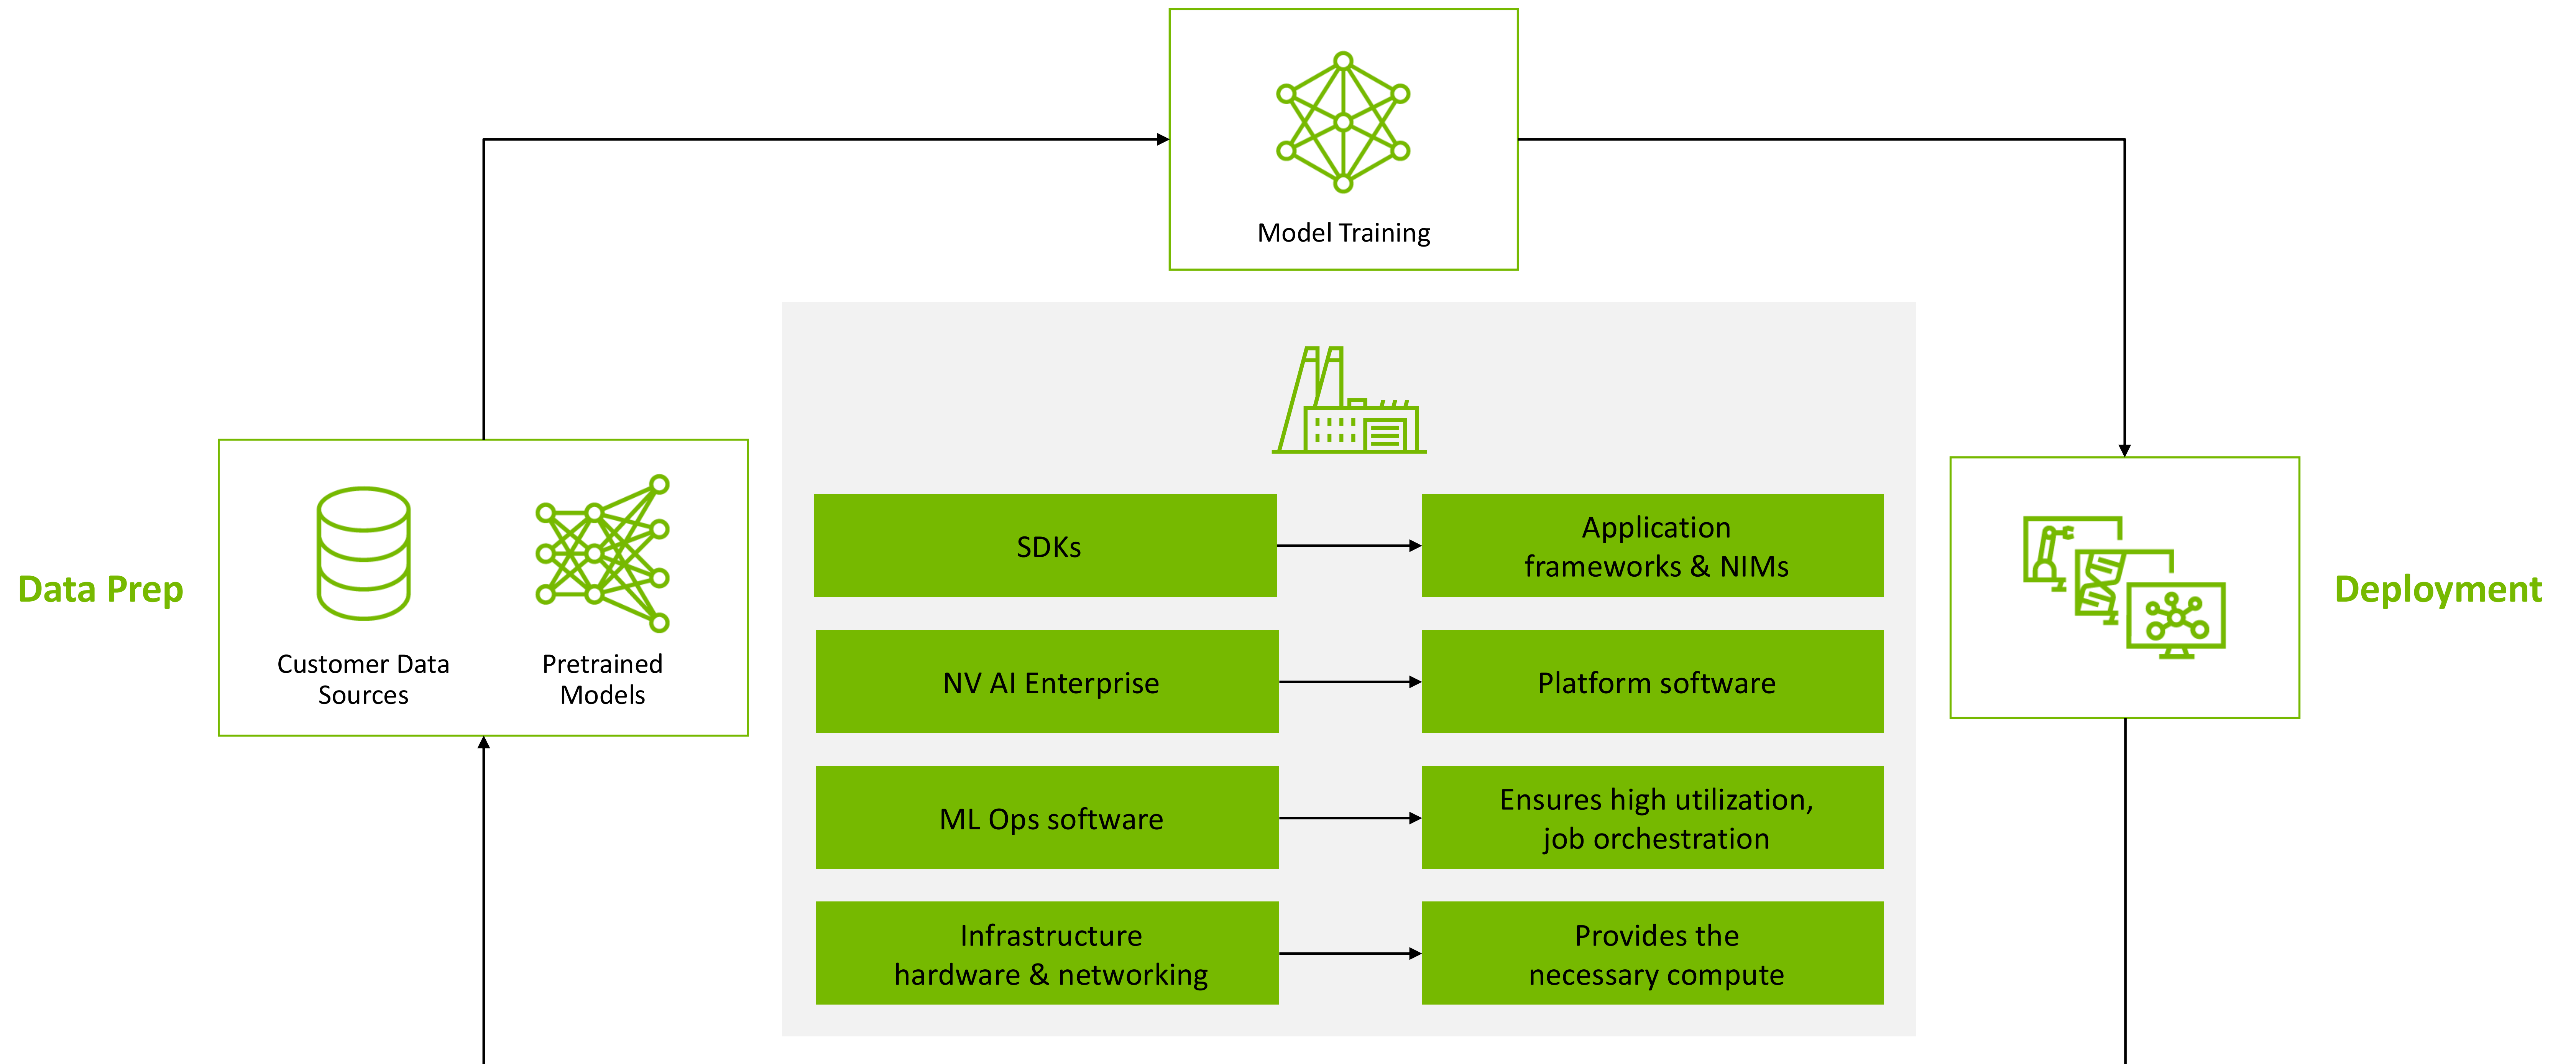 Model Training
Data Prep
Customer Data
Sources
Pretrained
Models
SDKs
Application
frameworks & NIMs
NV AI Enterprise
Platform software
ML Ops software
Ensures high utilization,
job orchestration
Infrastructure
hardware & networking
Provides the
necessary compute
Deployment